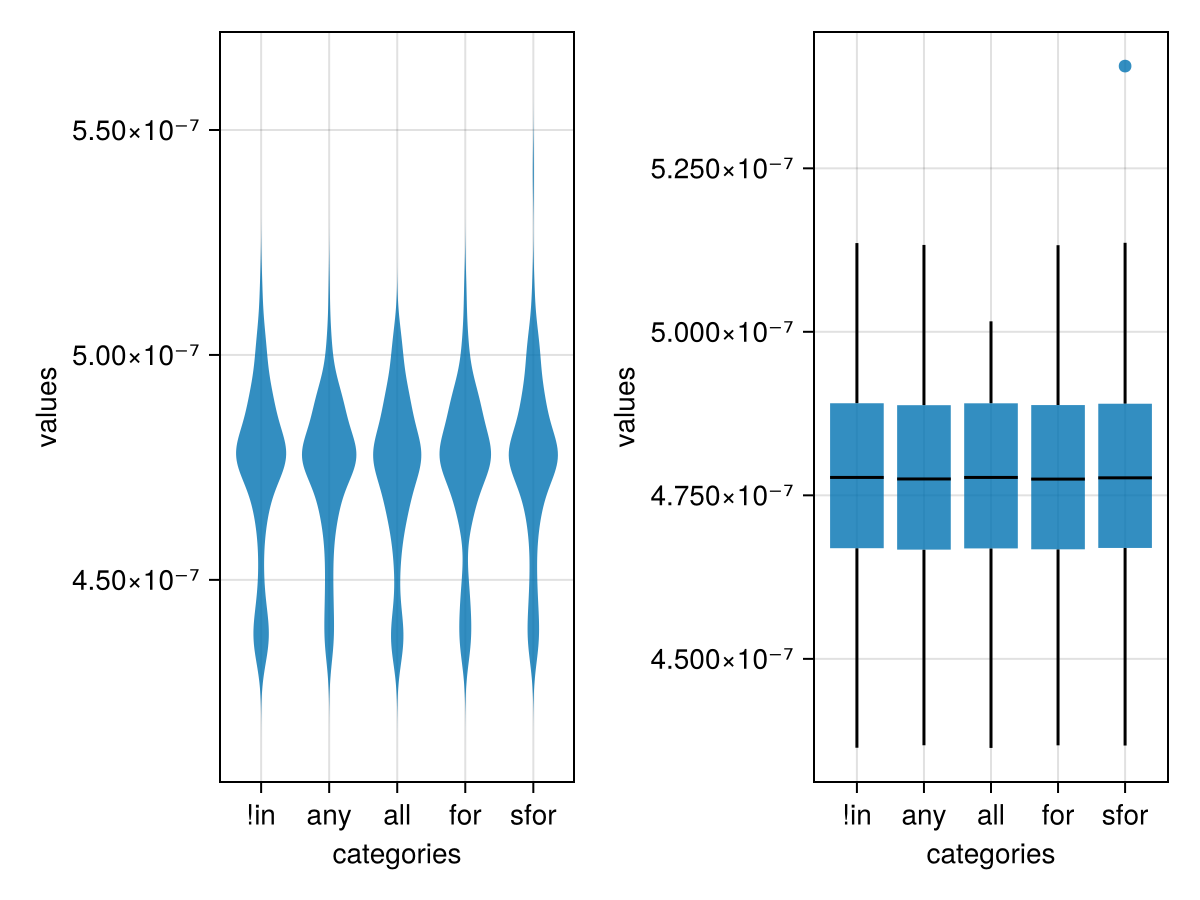 values
5.50×10⁻⁷
5.00×10⁻⁷
4.50×10⁻⁷
!in any all for sfor
categories
values
5.250×10⁻⁷
5.000×10⁻⁷
4.750×10⁻⁷
4.500×10⁻⁷
!in any all for sfor
categories